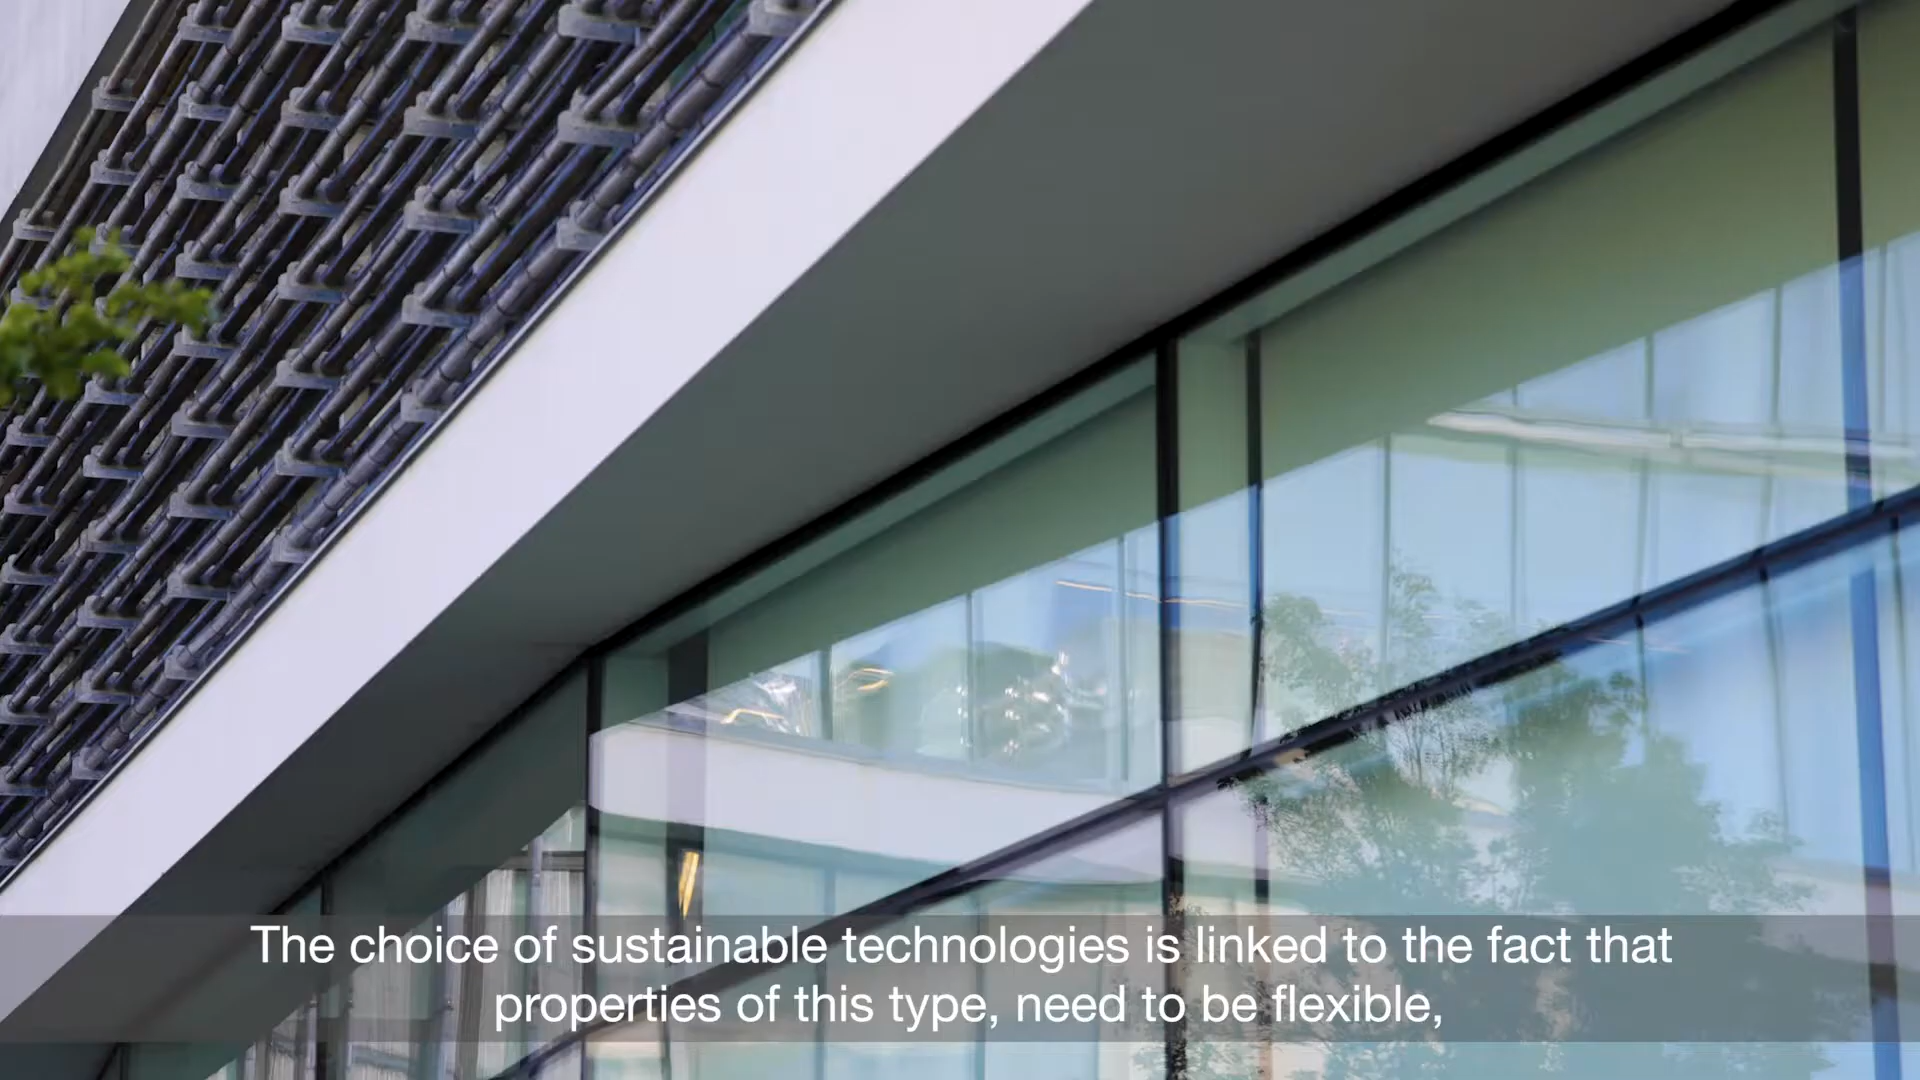 The choice of sustainable technologies is linked to the fact that
properties of this type, need to be flexible,